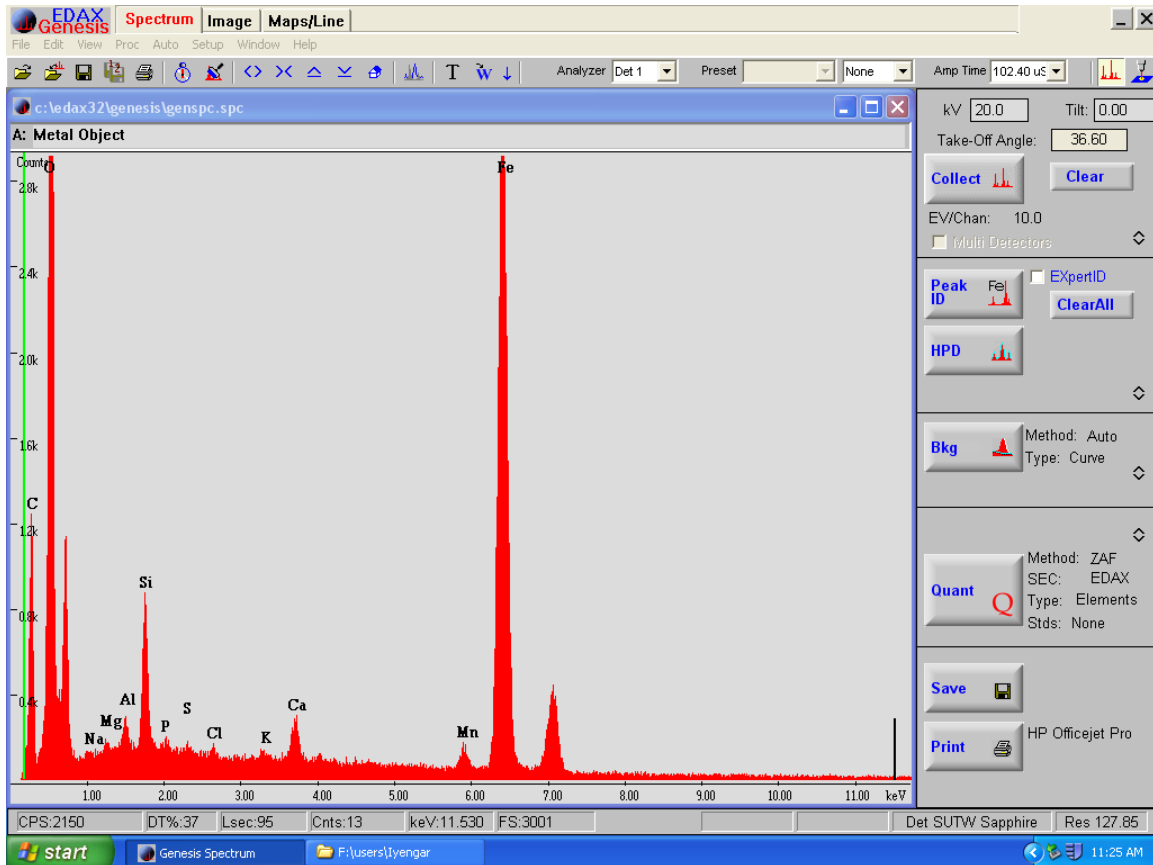 EDAX
Genesis
Spectrum Image Maps/Line
File Edit View Proc Auto Setup Window Help
T W Analyzer Det 1 Preset None Amp Time 102.40 uS
c:\edax32\genesis\genspc.spc
A: Metal Object
Counts
2.8k
2.4k
2.0k
1.6k
1.2k
0.8k
0.4k
C O Na Mg Al Si P S Cl K Ca Mn Fe
1.00 2.00 3.00 4.00 5.00 6.00 7.00 8.00 9.00 10.00 11.00 keV
kV 20.0 Tilt: 0.00
Take-Off Angle: 36.60
Collect Clear
EV/Chan: 10.0
Multi Detectors
Peak ID Fe EXpertID
ClearAll
HPD
Bkg Method: Auto
Type: Curve
Quant Q Method: ZAF
SEC: EDAX
Type: Elements
Stds: None
Save
Print HP Officejet Pro
CPS:2150 DT%:37 Lsec:95 Cnts:13 keV:11.530 FS:3001 Det SUTW Sapphire Res 127.85
start Genesis Spectrum F:\users\Iyengar 11:25 AM